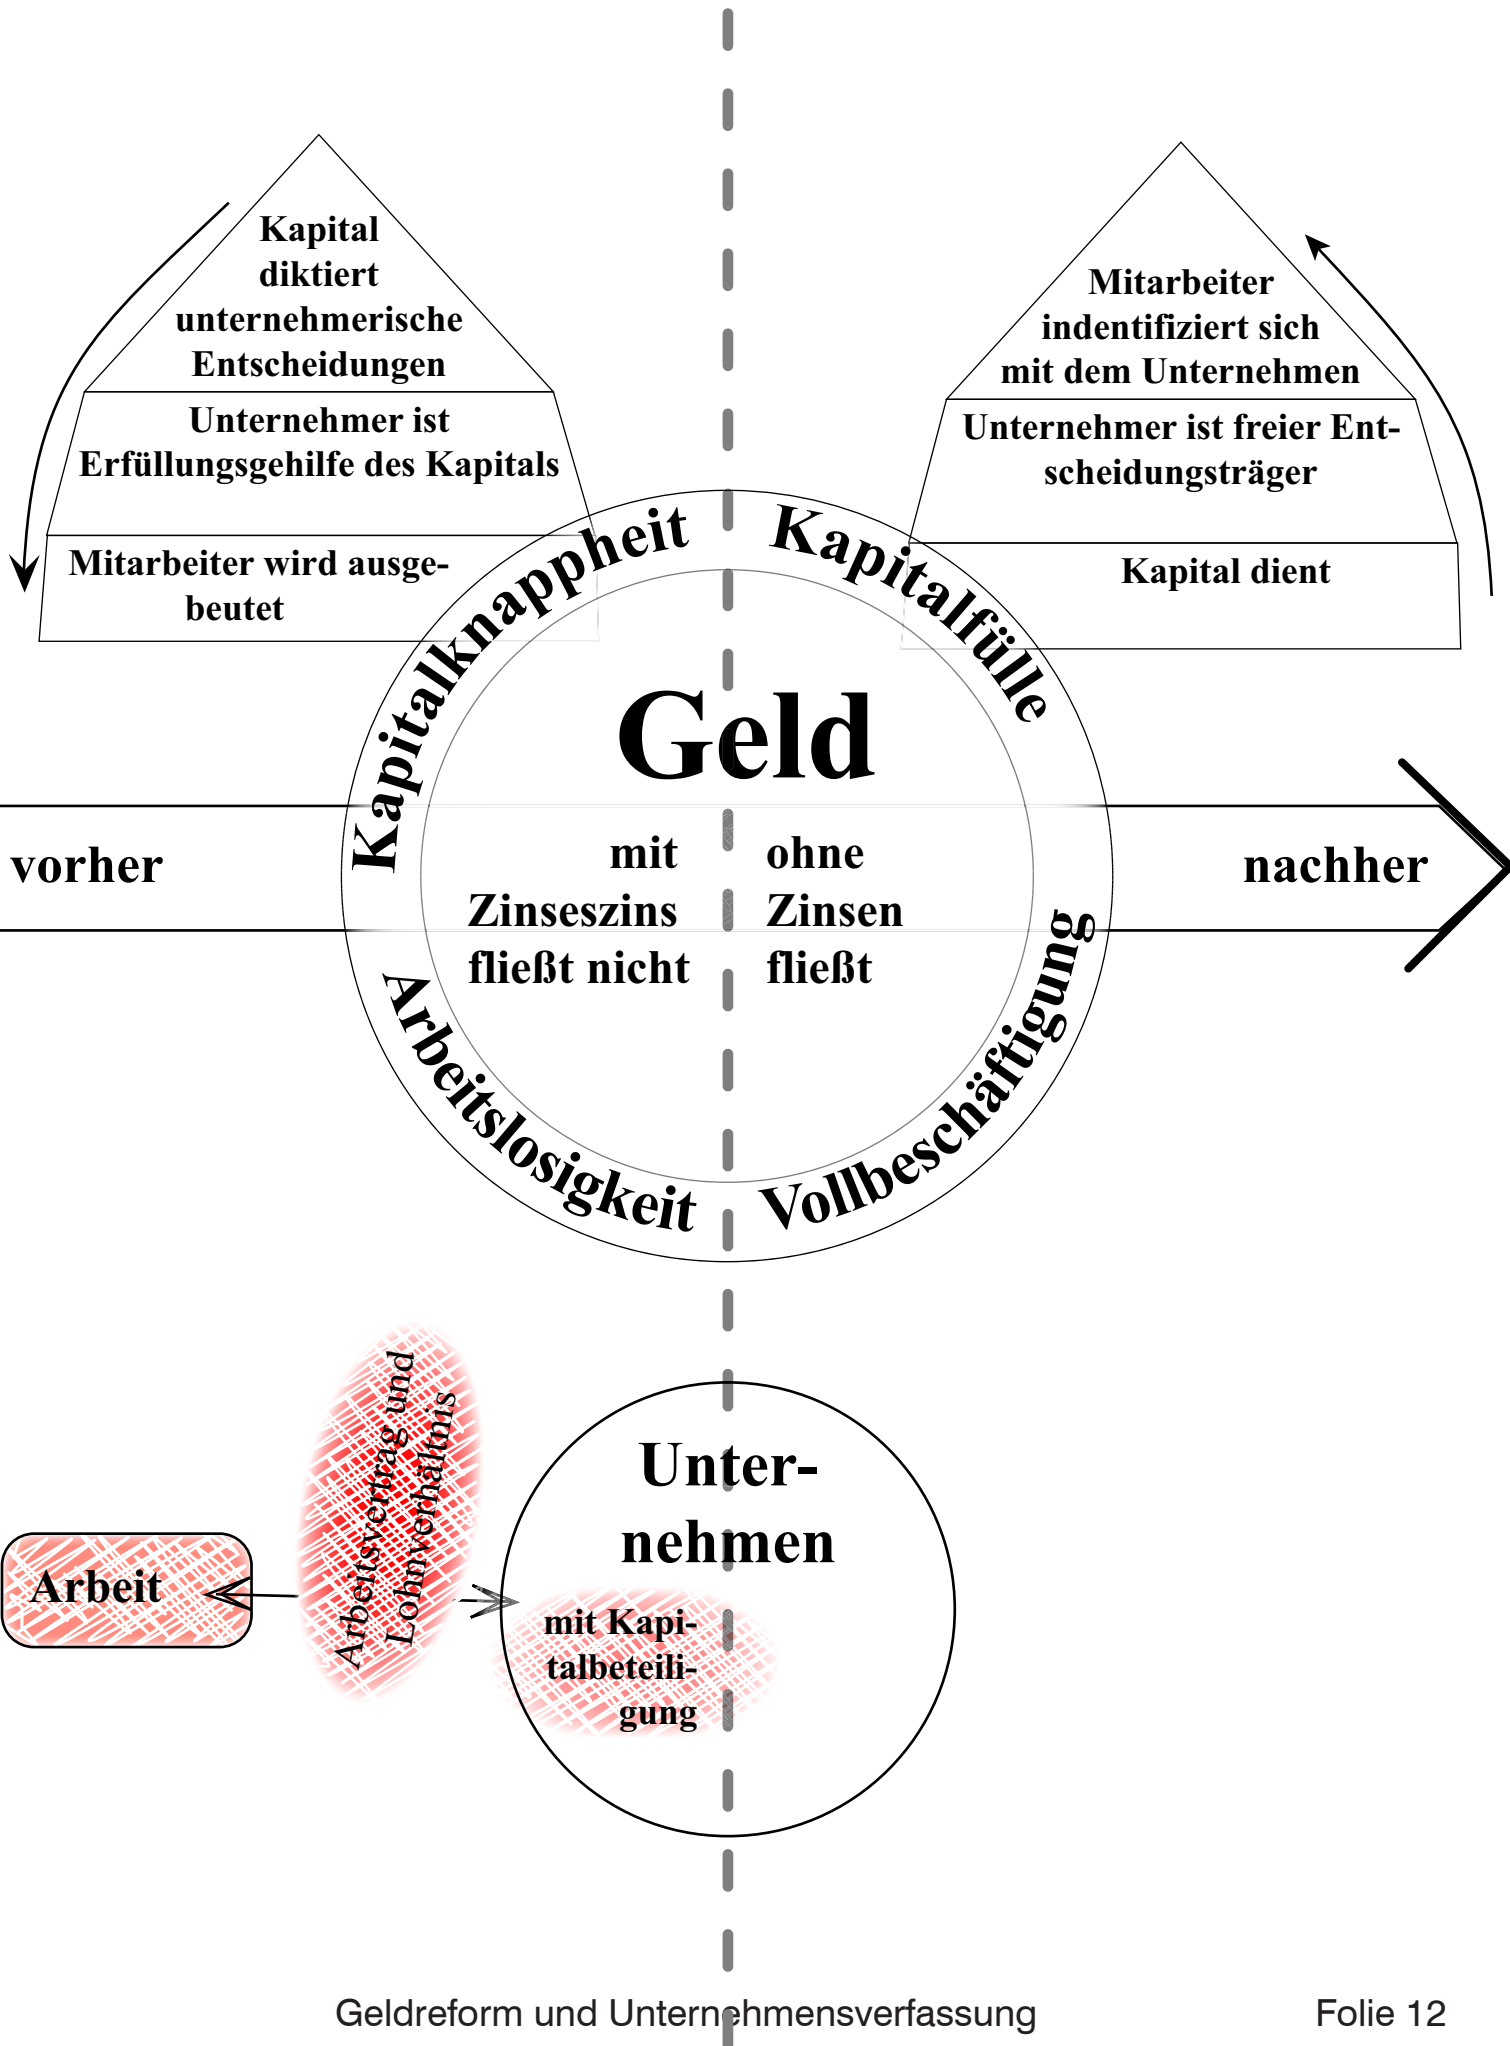 Kapital
diktiert
unternehmerische
Entscheidungen
Unternehmer ist
Erfüllungsgehilfe des Kapitals
Mitarbeiter wird ausge-
beutet
Mitarbeiter
indentifiziert sich
mit dem Unternehmen
Unternehmer ist freier Ent-
scheidungsträger
Kapital dient
Kapitalknappheit
Kapitalfülle
Geld
vorher
mit
Zinseszins
fließt nicht
ohne
Zinsen
fließt
nachher
Arbeitslosigkeit
Vollbeschäftigung
Arbeitsvertrag und
Lohnverhältnis
Arbeit
Unter-
nehmen
mit Kapi-
talbeteili-
gung
Geldreform und Unternehmensverfassung
Folie 12